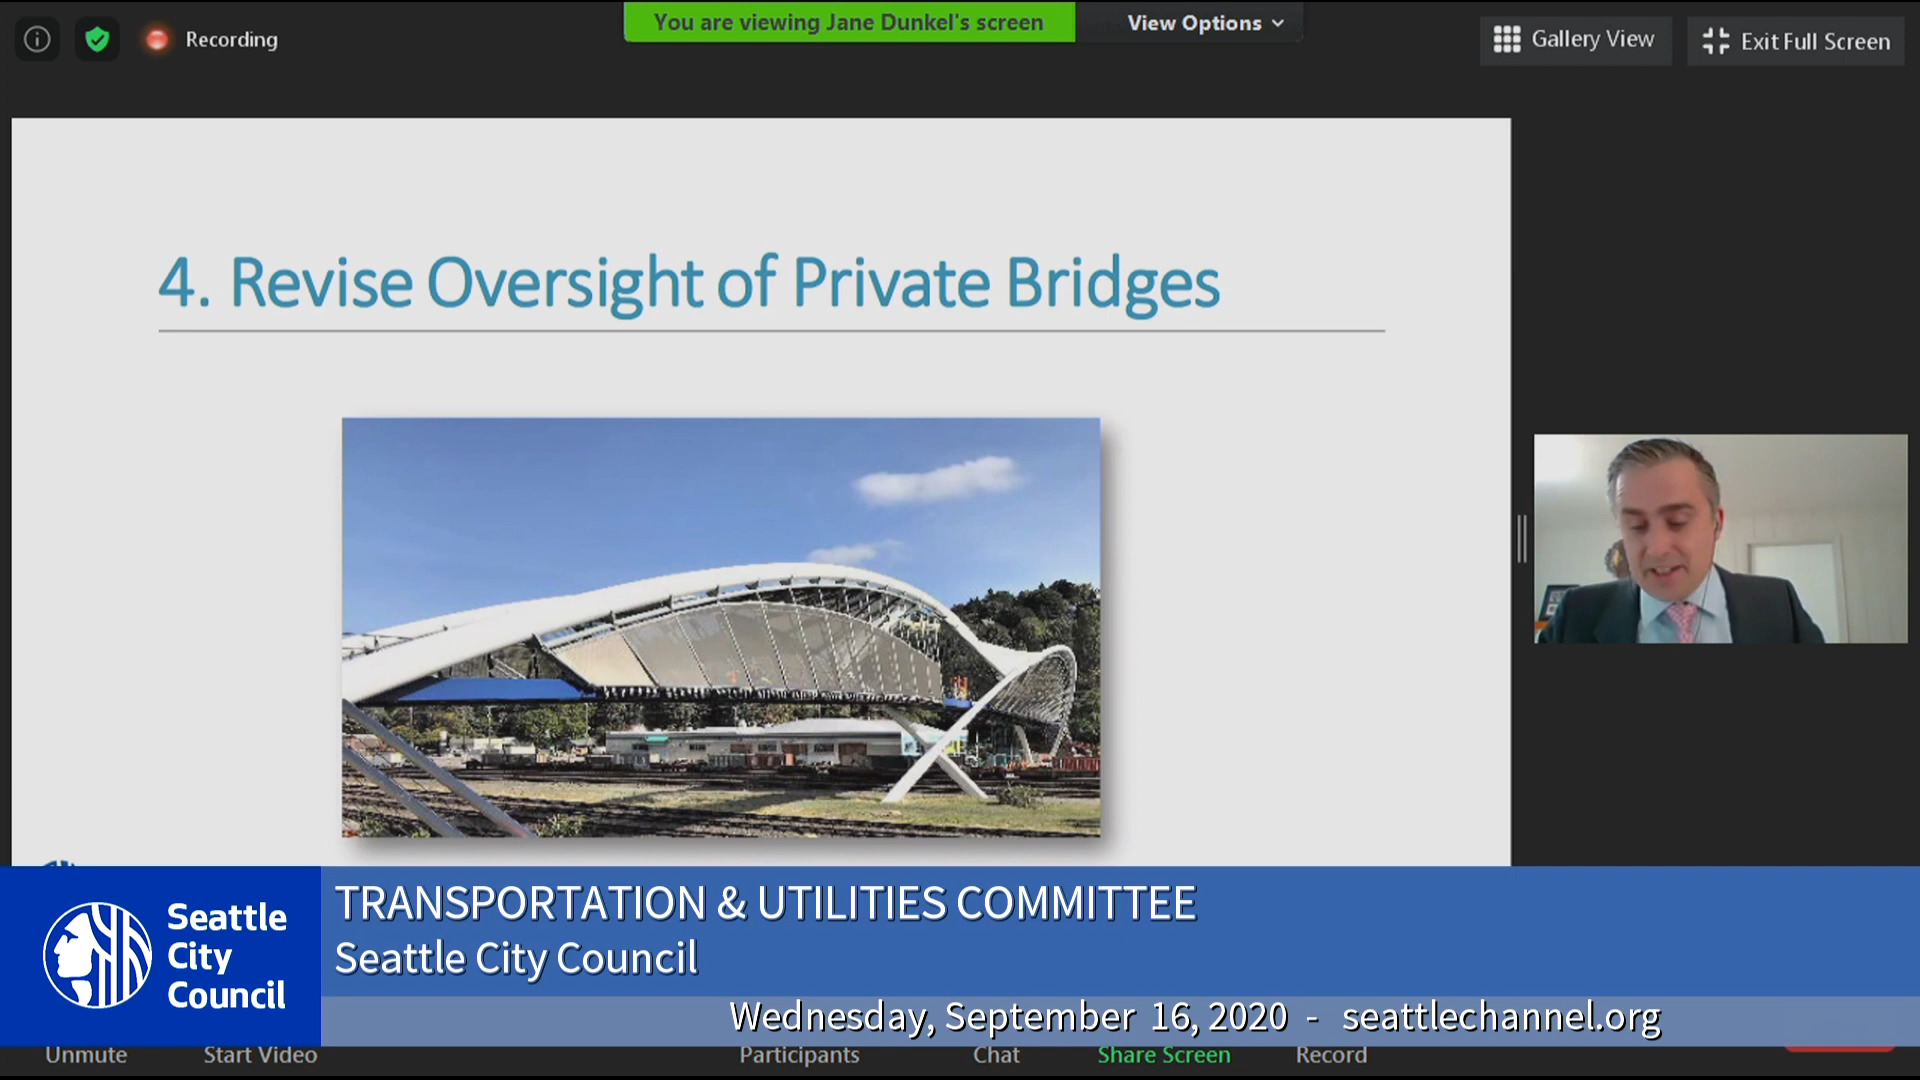 Recording
You are viewing Jane Dunkel's screen
View Options
Gallery View
Exit Full Screen
4. Revise Oversight of Private Bridges
Seattle
City
Council
TRANSPORTATION & UTILITIES COMMITTEE
Seattle City Council
Wednesday, September 16, 2020 - seattlechannel.org
Unmute
Start Video
Participants
Chat
Share Screen
Record